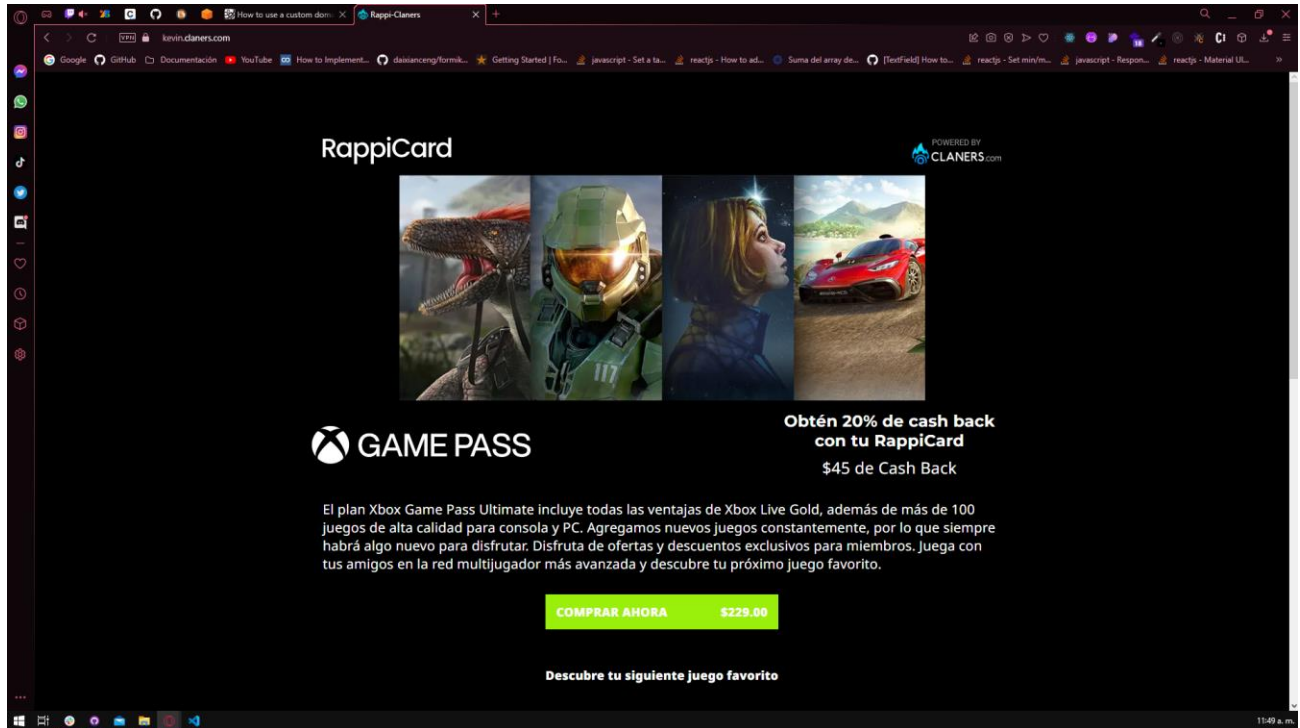 How to use a custom dom
Rappi-Claners
VPN
kevin.claners.com
Google
GitHub
Documentación
YouTube
How to Implement...
daixianceng/formik...
Getting Started | Fo...
javascript - Set a ta...
reactjs - How to ad...
Suma del array de...
[TextField] How to...
reactjs - Set min/m...
javascript - Respon...
reactjs - Material UI...
RappiCard
POWERED BY
CLANERS.com
117
GAME PASS
Obtén 20% de cash back
con tu RappiCard
$45 de Cash Back
El plan Xbox Game Pass Ultimate incluye todas las ventajas de Xbox Live Gold, además de más de 100
juegos de alta calidad para consola y PC. Agregamos nuevos juegos constantemente, por lo que siempre
habrá algo nuevo para disfrutar. Disfruta de ofertas y descuentos exclusivos para miembros. Juega con
tus amigos en la red multijugador más avanzada y descubre tu próximo juego favorito.
COMPRAR AHORA $229.00
Descubre tu siguiente juego favorito
11:49 a. m.